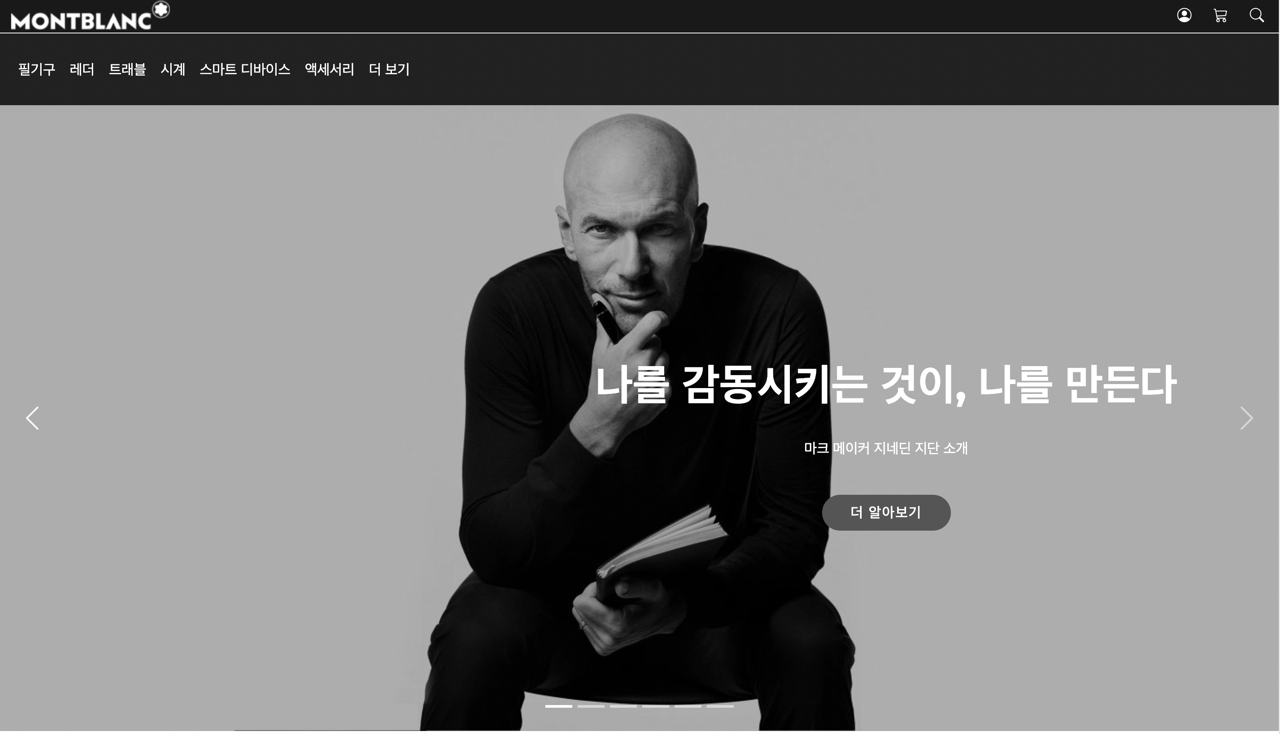 MONTBLANC
필기구 레더 트래블 시계 스마트 디바이스 액세서리 더 보기
나를 감동시키는 것이, 나를 만든다
마크 메이커 지네딘 지단 소개
더 알아보기